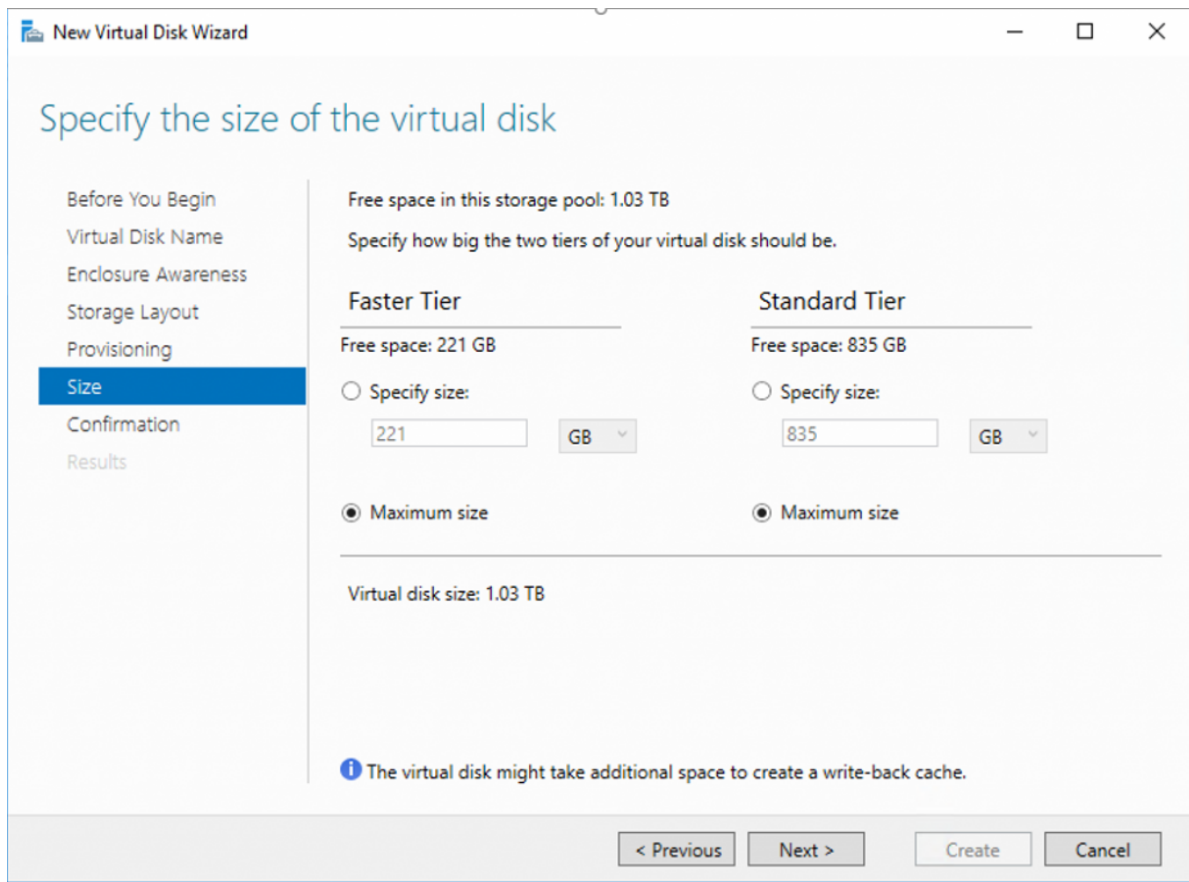 New Virtual Disk Wizard
Specify the size of the virtual disk
Before You Begin
Virtual Disk Name
Enclosure Awareness
Storage Layout
Provisioning
Size
Confirmation
Results
Free space in this storage pool: 1.03 TB
Specify how big the two tiers of your virtual disk should be.
Faster Tier
Free space: 221 GB
Specify size:
221 GB
Maximum size
Standard Tier
Free space: 835 GB
Specify size:
835 GB
Maximum size
Virtual disk size: 1.03 TB
The virtual disk might take additional space to create a write-back cache.
< Previous Next > Create Cancel